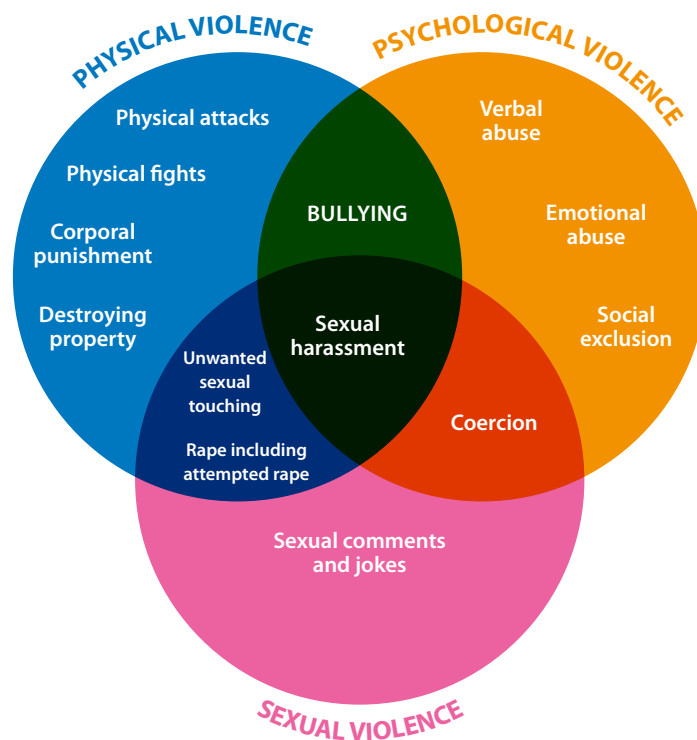 PHYSICAL VIOLENCE
PSYCHOLOGICAL VIOLENCE
Physical attacks
Physical fights
Corporal
punishment
Destroying
property
BULLYING
Verbal
abuse
Emotional
abuse
Social
exclusion
Sexual
harassment
Unwanted
sexual
touching
Rape including
attempted rape
Coercion
Sexual comments
and jokes
SEXUAL VIOLENCE